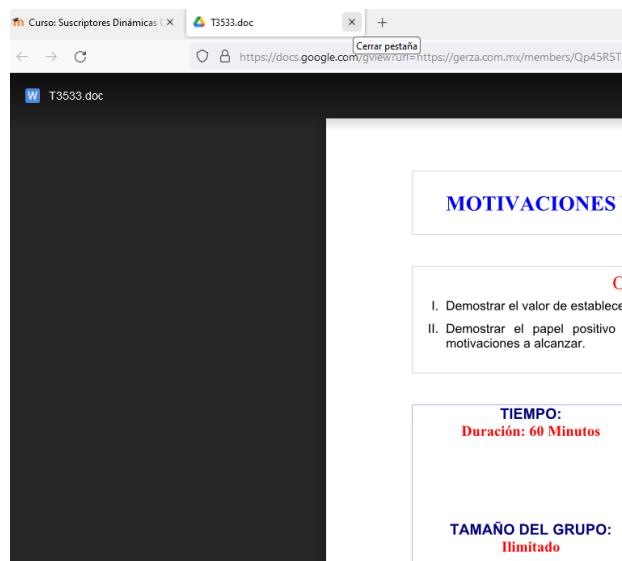 Curso: Suscriptores Dinámicas
T3533.doc
Cerrar pestaña
https://docs.google.com/gview?url=https://gerza.com.mx/members/Qp45R5T
W T3533.doc
MOTIVACIONES
I. Demostrar el valor de establece
II. Demostrar el papel positivo
motivaciones a alcanzar.
TIEMPO:
Duración: 60 Minutos
TAMAÑO DEL GRUPO:
Ilimitado